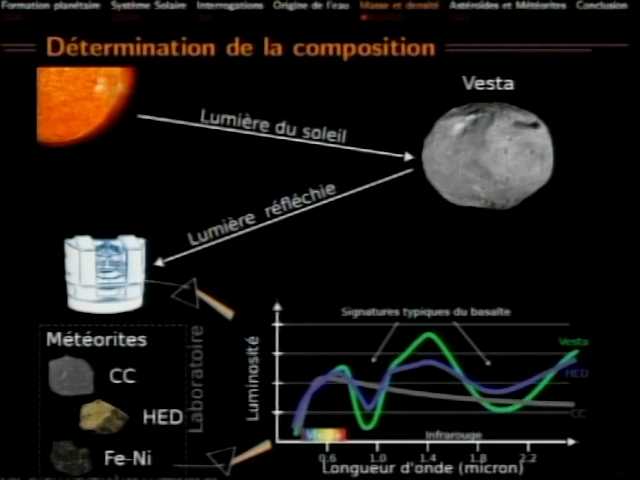 Formation planétaire Système Solaire Interrogations Origine de l'eau Masse et densité Astéroïdes et Météorites Conclusion
Détermination de la composition
Vesta
Lumière du soleil
Lumière réfléchie
Météorites
CC
HED
Fe-Ni
Laboratoire
Signatures typiques du basalte
Luminosité
Vesta
HED
CC
Infrarouge
0.6 1.0 1.4 1.8 2.2
Longueur d'onde (micron)